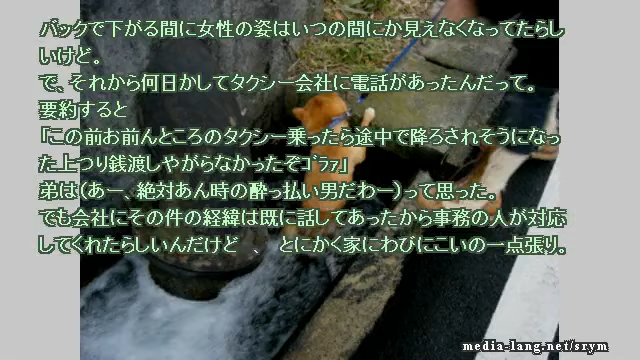 バックで下がる間に女性の姿はいつの間にか見えなくなってたらし
いけど。
で、それから何日かしてタクシー会社に電話があったんだって。
要約すると
「この前お前んところのタクシー乗ったら途中で降ろされそうになっ
た上つり銭渡しやがらなかったぞｺﾞﾗｧ」
弟は（あー、絶対あん時の酔っ払い男だわー）って思った。
でも会社にその件の経緯は既に話してあったから事務の人が対応
してくれたらしいんだけど　、　とにかく家にわびにこいの一点張り。
media-lang.net/srym